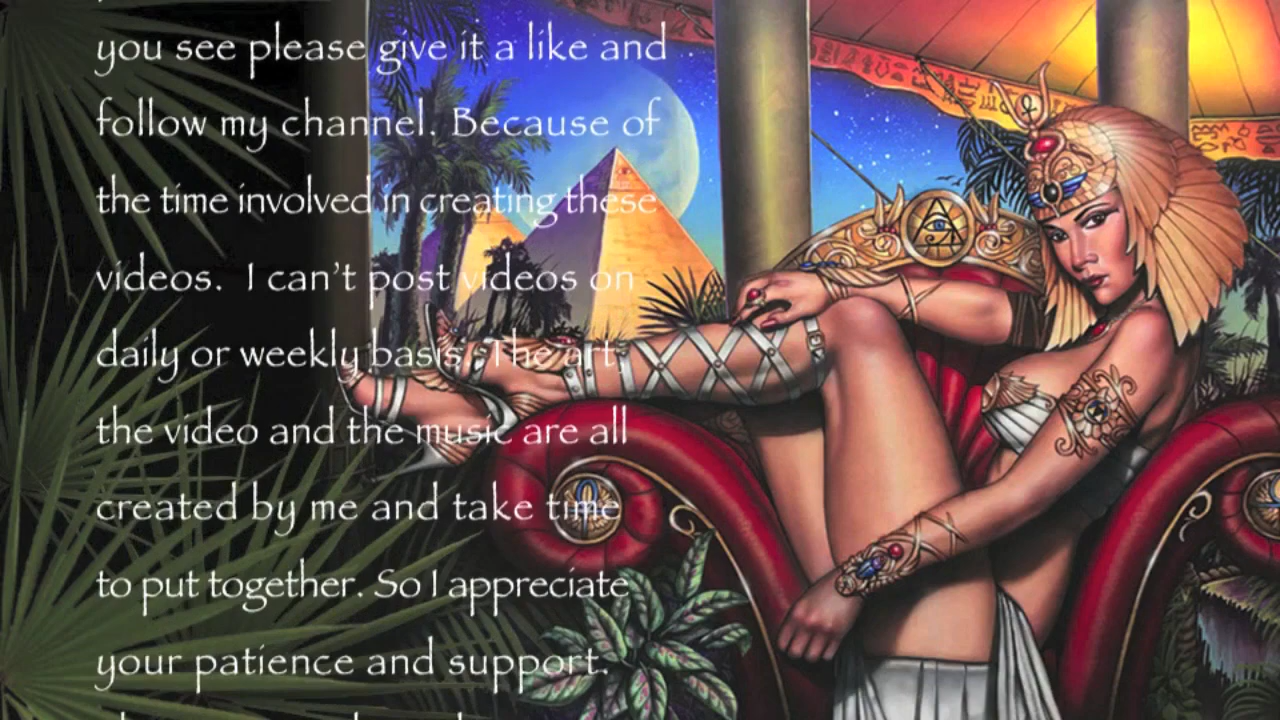 you see please give it a like and
follow my channel. Because of
the time involved in creating these
videos. I can't post videos on
daily or weekly basis. The art,
the video and the music are all
created by me and take time
to put together. So I appreciate
your patience and support.